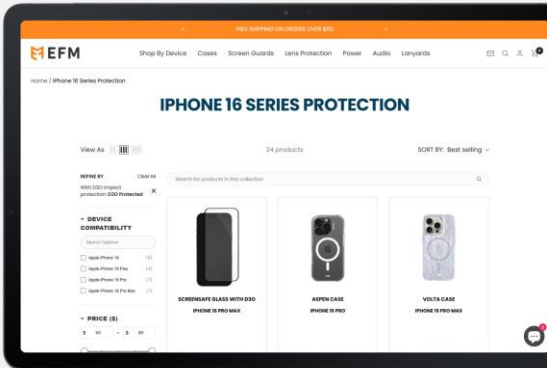 FREE SHIPPING ON ORDERS OVER $60
EFM
Shop By Device Cases Screen Guards Lens Protection Power Audio Lanyards
Home / iPhone 16 Series Protection
IPHONE 16 SERIES PROTECTION
View As
24 products
SORT BY: Best selling
REFINE BY Clear All
With D3O impact
protection: D3O Protected
Search for products in this collection
DEVICE
COMPATIBILITY
Search Options
Apple iPhone 16
Apple iPhone 16 Plus
Apple iPhone 16 Pro
Apple iPhone 16 Pro Max
PRICE ($)
SCREENSAFE GLASS WITH D3O
IPHONE 16 PRO MAX
ASPEN CASE
IPHONE 16 PRO
VOLTA CASE
IPHONE 16 PRO MAX